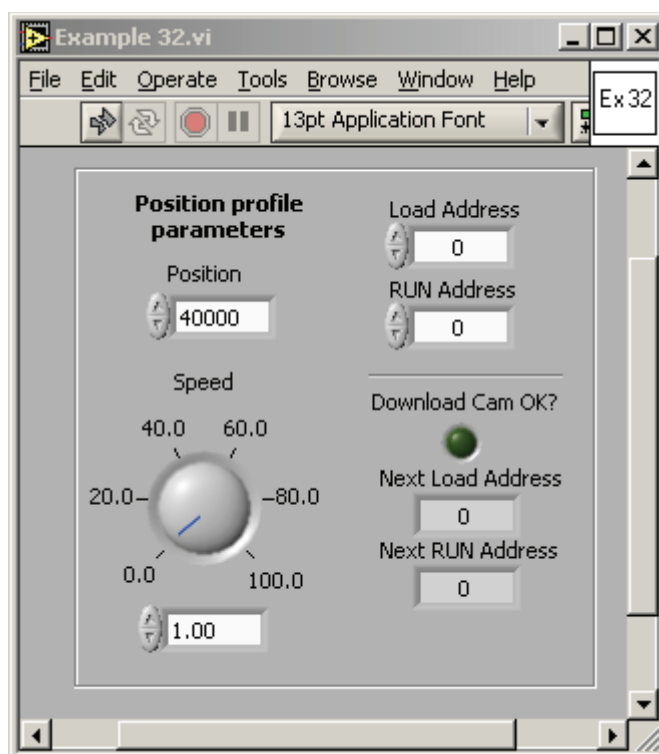 Example 32.vi
File Edit Operate Tools Browse Window Help
Ex 32
13pt Application Font
Position profile
parameters
Position
40000
Speed
40.0 60.0
20.0 80.0
0.0 100.0
1.00
Load Address
0
RUN Address
0
Download Cam OK?
Next Load Address
0
Next RUN Address
0